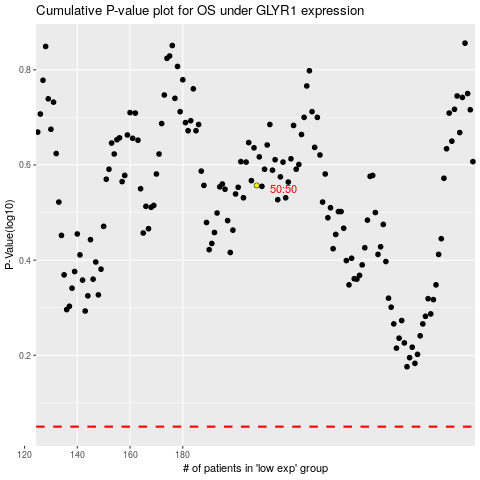 Cumulative P-value plot for OS under GLYR1 expression
P-Value(log10)
0.8
0.6
0.4
0.2
50:50
120 140 160 180
# of patients in 'low exp' group